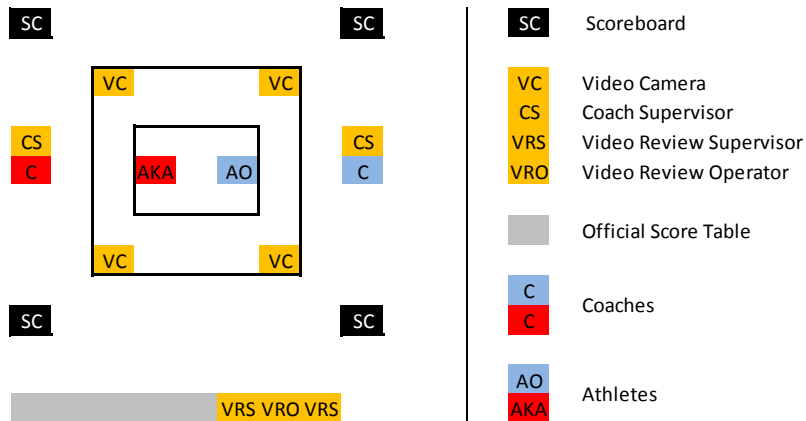 SC SC SC Scoreboard
VC VC VC Video Camera
CS Coach Supervisor
CS CS VRS Video Review Supervisor
C AKA AO C VRO Video Review Operator
Official Score Table
VC VC
C
Coaches
SC SC C
AO
Athletes
VRS VRO VRS AKA